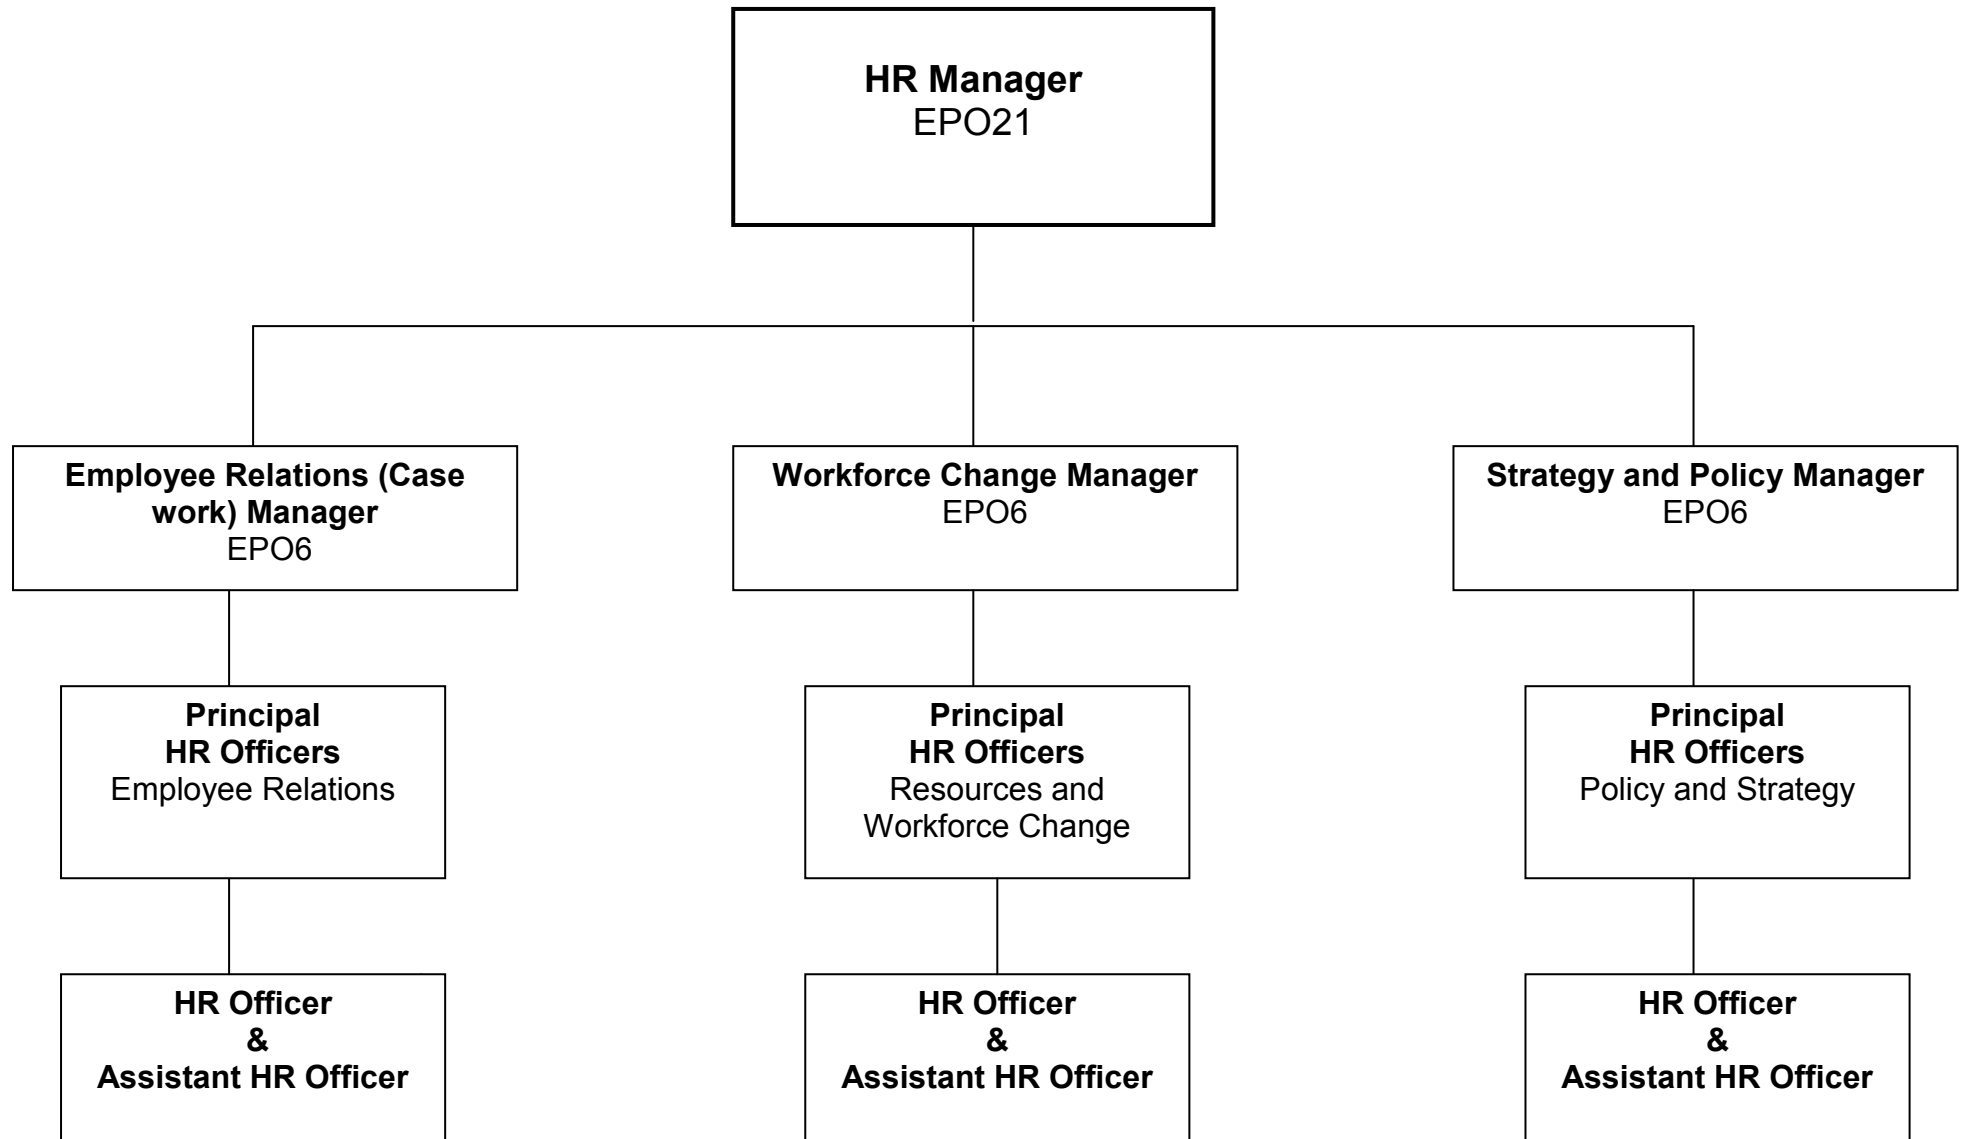 HR Manager
EPO21
Employee Relations (Case
work) Manager
EPO6
Workforce Change Manager
EPO6
Strategy and Policy Manager
EPO6
Principal
HR Officers
Employee Relations
Principal
HR Officers
Resources and
Workforce Change
Principal
HR Officers
Policy and Strategy
HR Officer
&
Assistant HR Officer
HR Officer
&
Assistant HR Officer
HR Officer
&
Assistant HR Officer